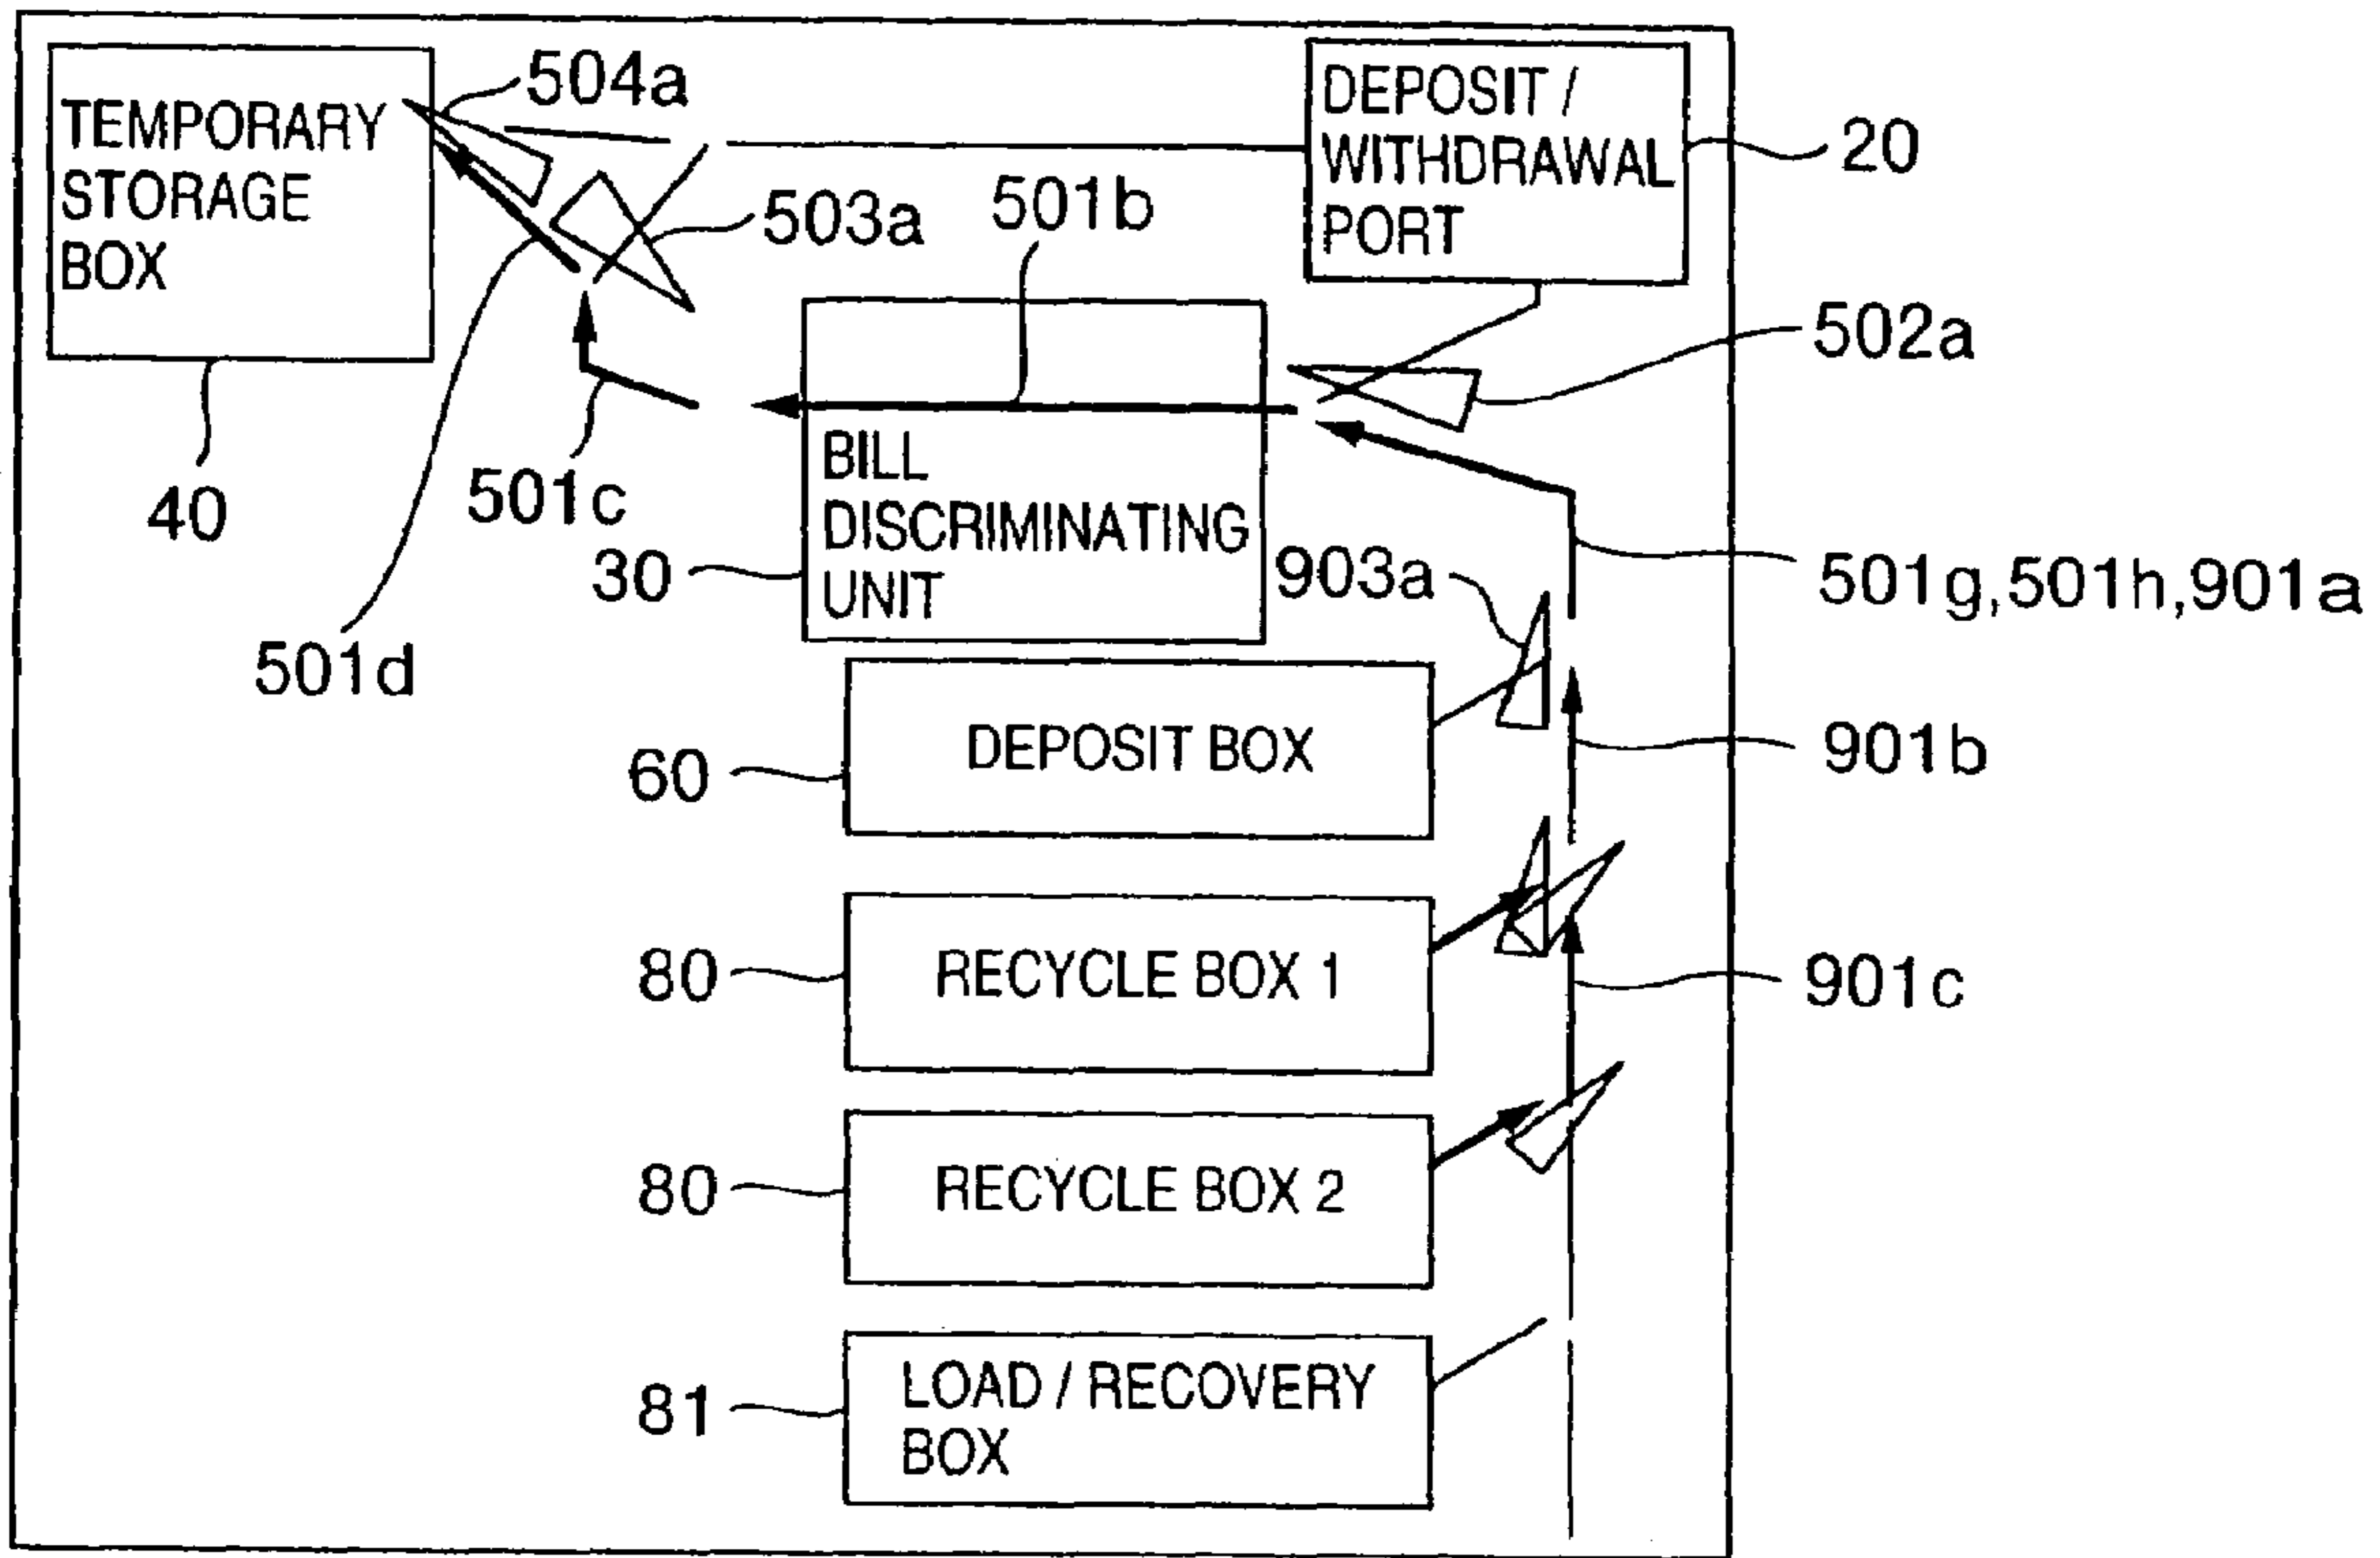 TEMPORARY
STORAGE
BOX
504a
DEPOSIT /
WITHDRAWAL
PORT
20
503a
501b
502a
40
501c
BILL
DISCRIMINATING
UNIT
30
903a
501g,501h,901a
501d
DEPOSIT BOX
60
901b
RECYCLE BOX 1
80
901c
RECYCLE BOX 2
80
LOAD / RECOVERY
BOX
81